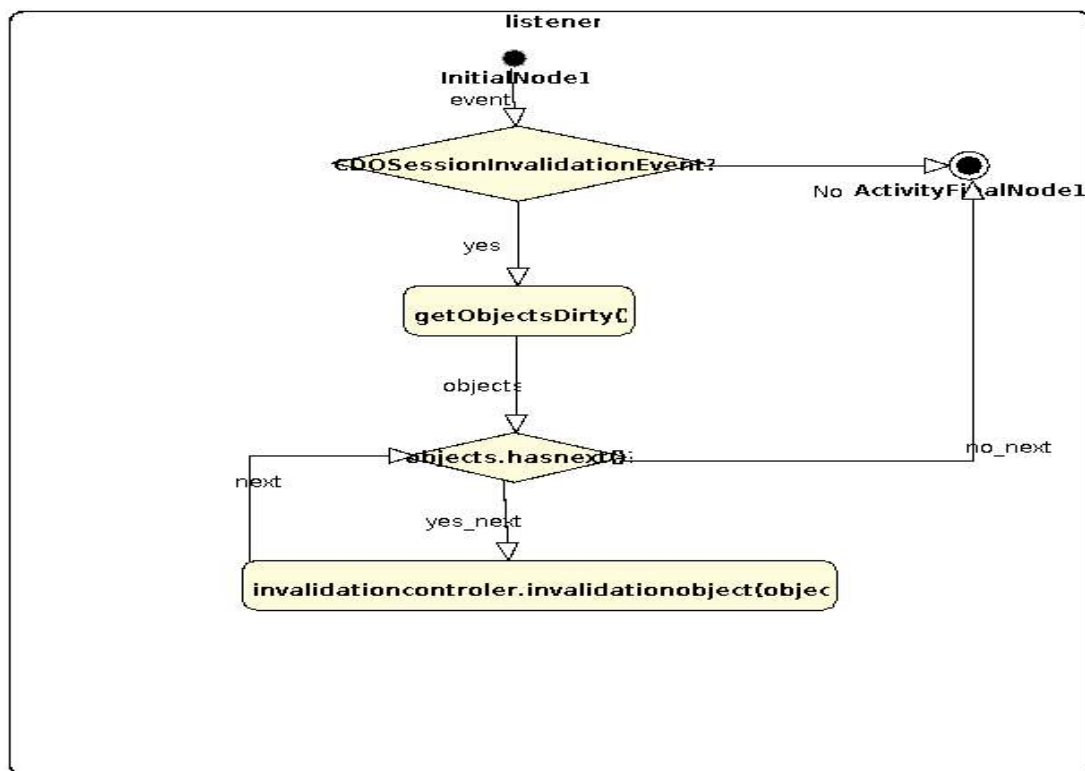 listener
InitialNode1
event
CDOSessionInvalidationEvent?
No ActivityFinalNode1
yes
getObjectsDirty()
objects
objects.hasnext()
no_next
next
yes_next
invalidationcontroler.invalidationobject(objec